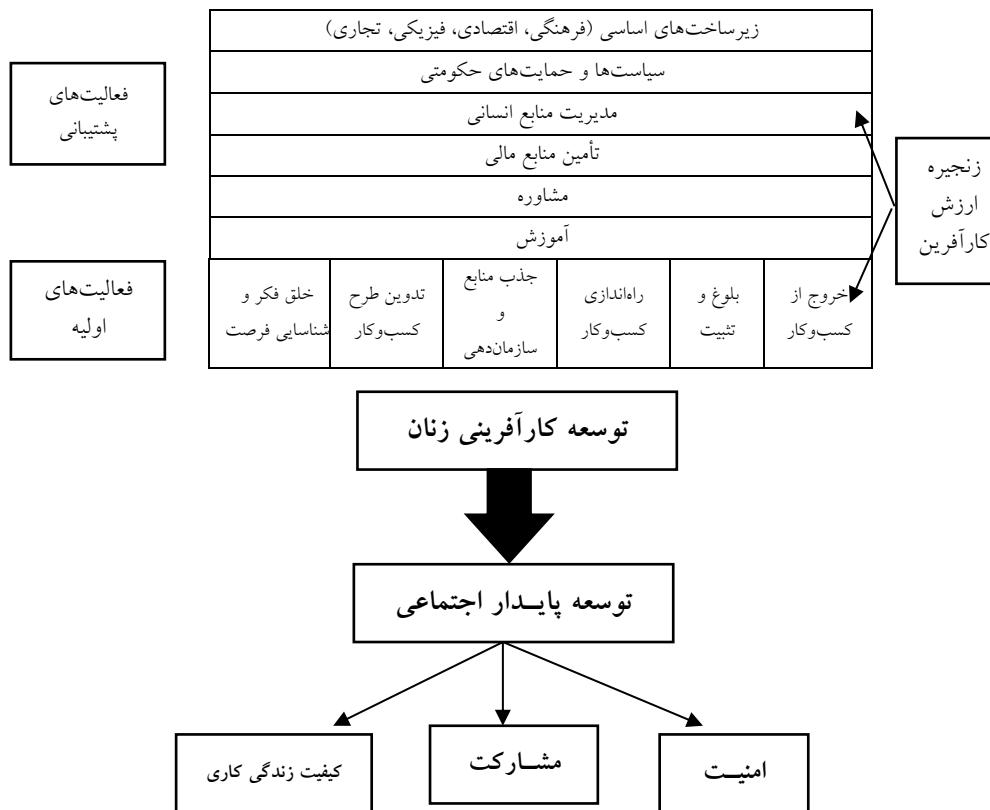 زیرساخت‌های اساسی (فرهنگی، اقتصادی، فیزیکی، تجاری)
سیاست‌ها و حمایت‌های حکومتی
مدیریت منابع انسانی
تأمین منابع مالی
مشاوره
آموزش
فعالیت‌های
پشتیبانی
زنجیره
ارزش
کارآفرین
خروج از
کسب‌وکار
بلوغ و
تثبیت
راه‌اندازی
کسب‌وکار
جذب منابع
و
سازمان‌دهی
تدوین طرح
کسب‌وکار
خلق فکر و
شناسایی فرصت
فعالیت‌های
اولیه
توسعه کارآفرینی زنان
توسعه پایـدار اجتماعی
امنیـت
مشـارکت
کیفیت زندگی کاری